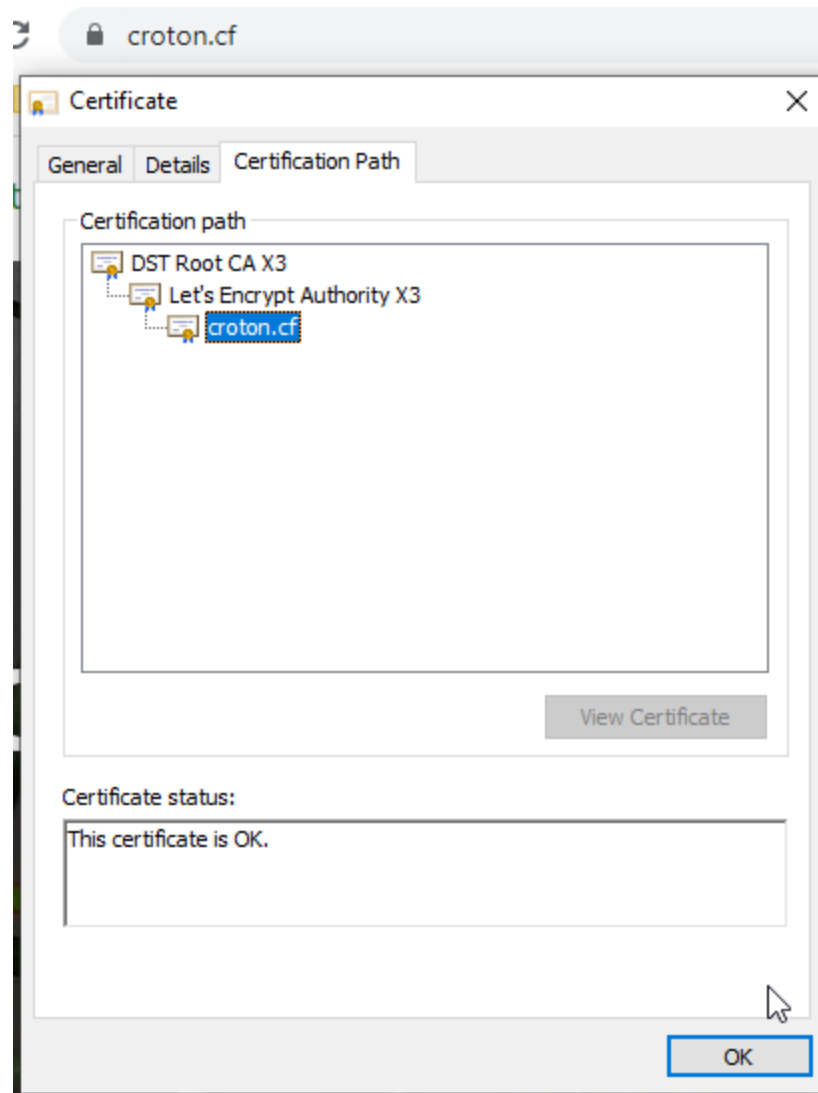 croton.cf
Certificate
General Details Certification Path
Certification path
DST Root CA X3
Let's Encrypt Authority X3
croton.cf
View Certificate
Certificate status:
This certificate is OK.
OK